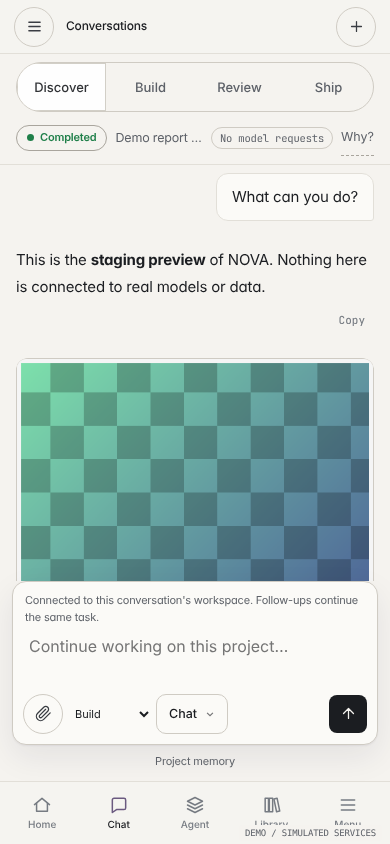 Conversations
Discover
Build
Review
Ship
Completed
Demo report ...
No model requests
Why?
What can you do?
This is the staging preview of NOVA. Nothing here
is connected to real models or data.
Copy
Connected to this conversation's workspace. Follow-ups continue
the same task.
Continue working on this project...
Build
Chat
Project memory
Home
Chat
Agent
Library
Menu
DEMO / SIMULATED SERVICES